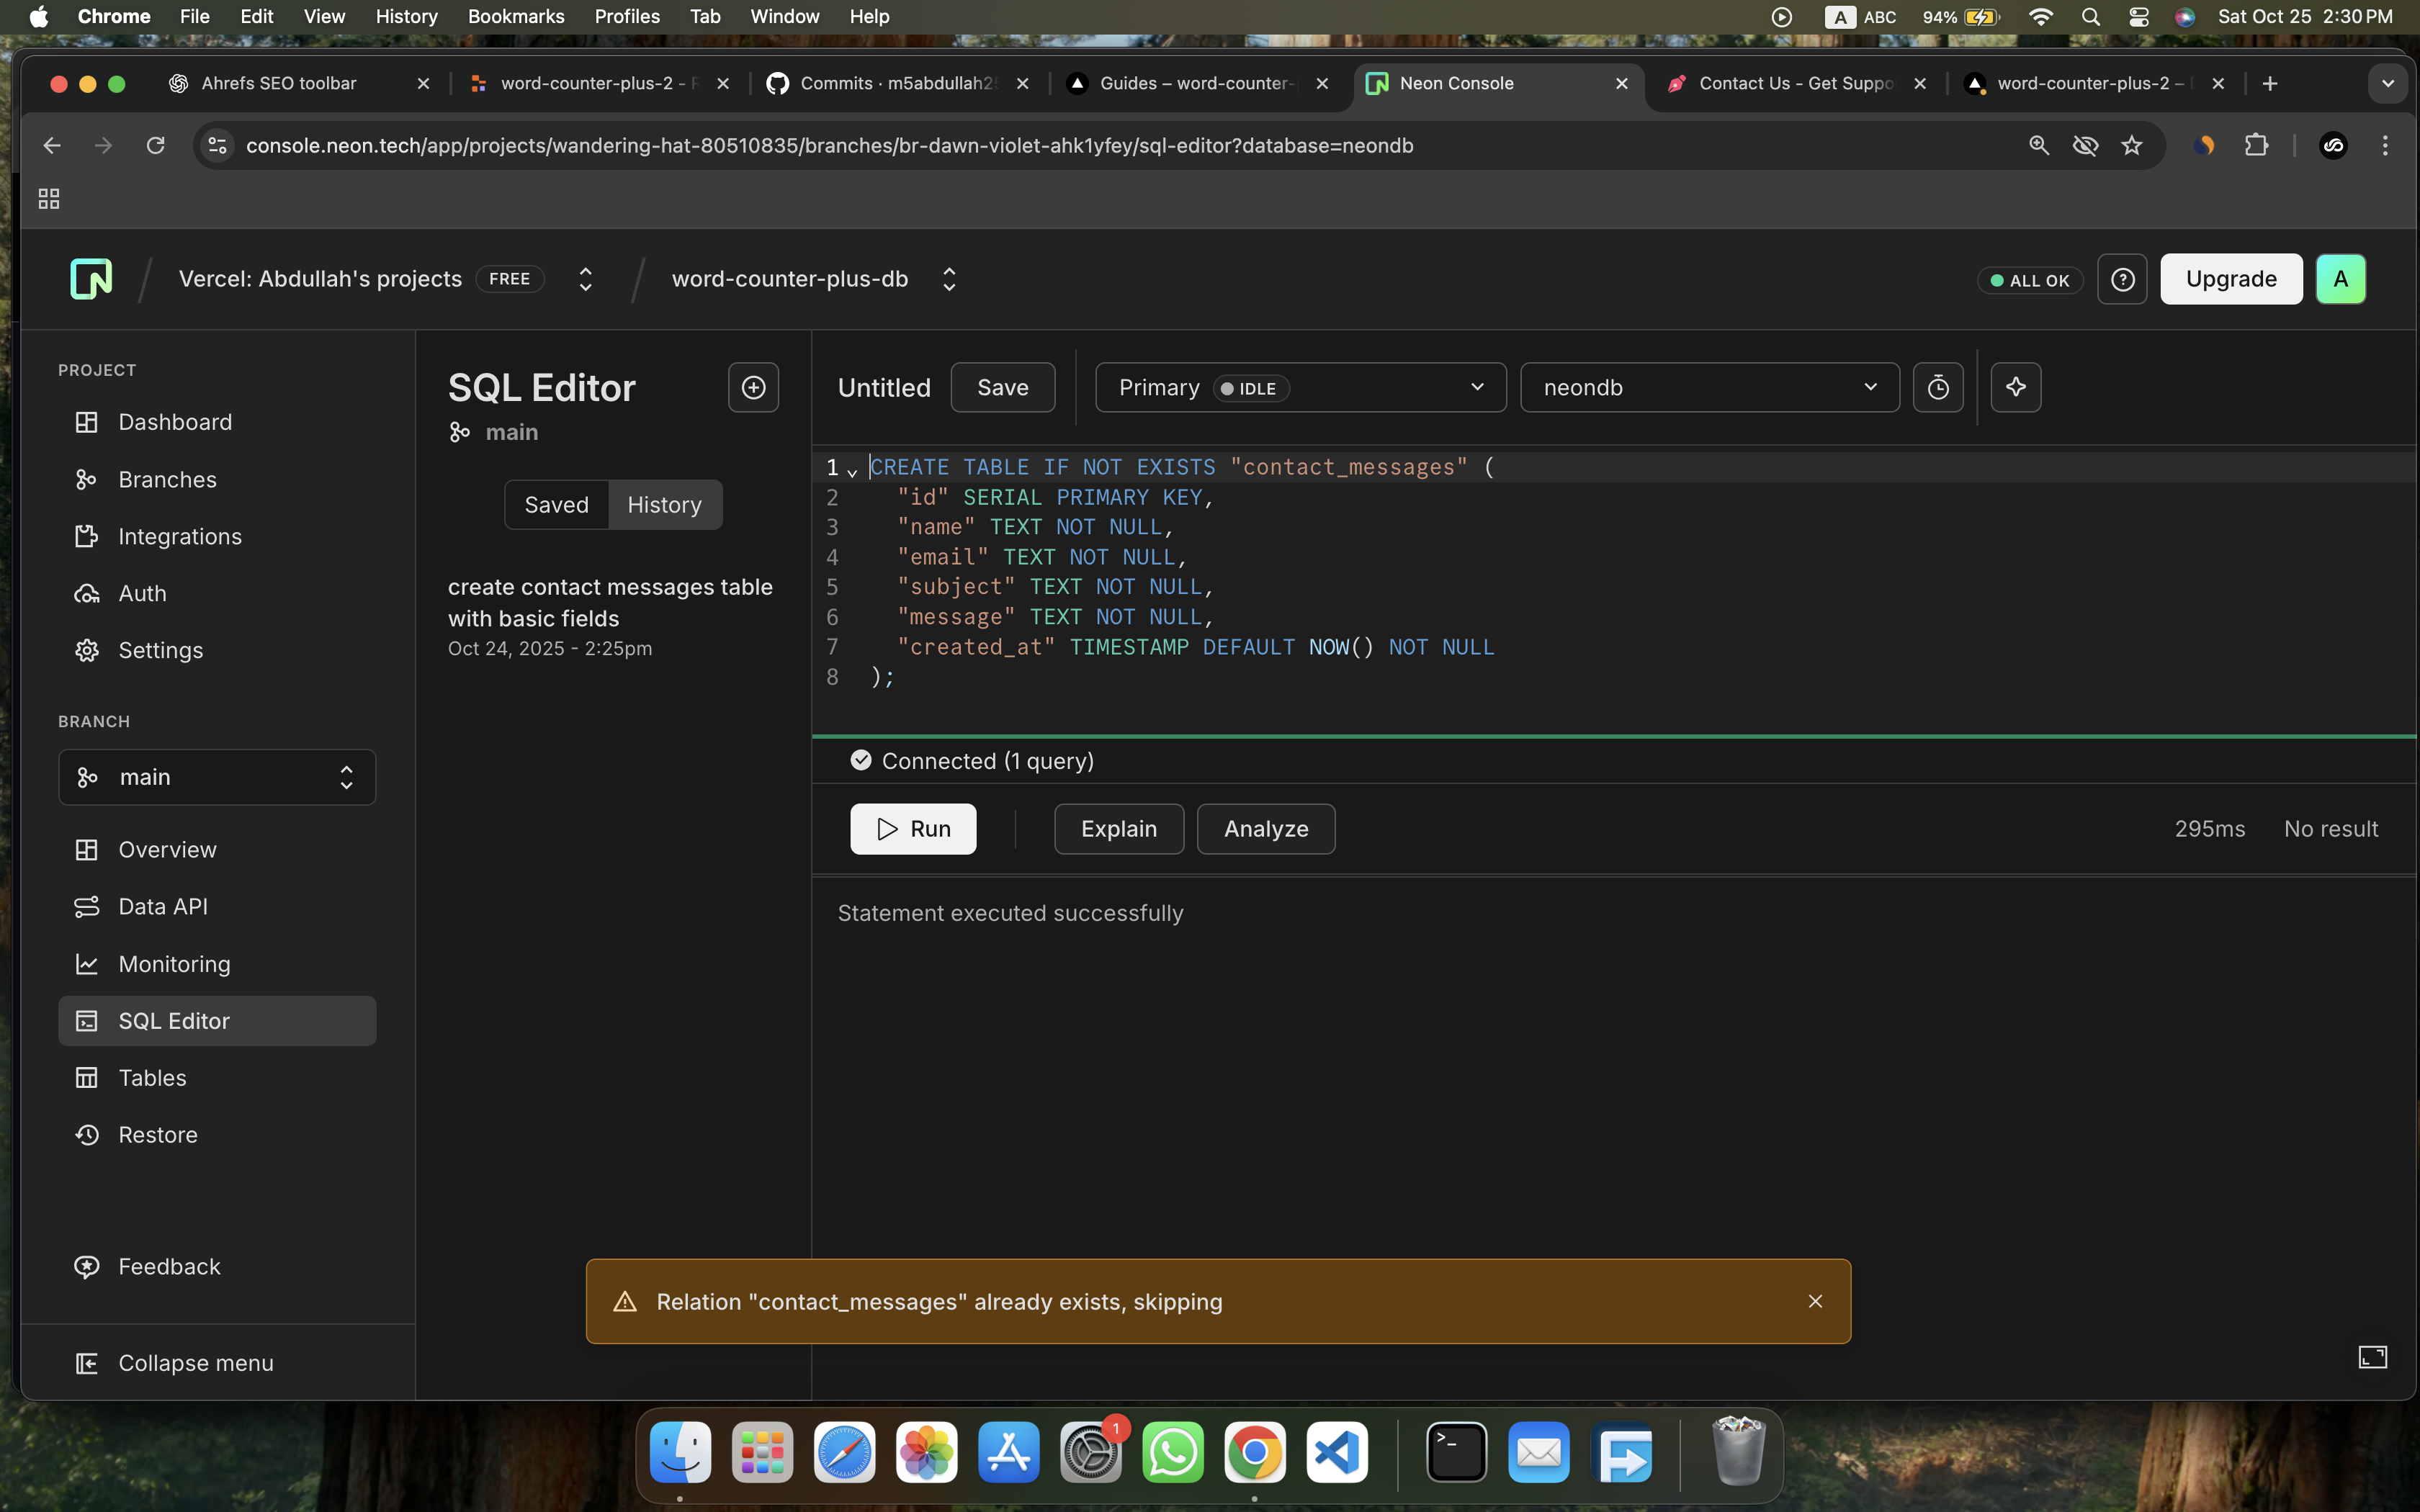 Chrome File Edit View History Bookmarks Profiles Tab Window Help
A ABC 94% Sat Oct 25 2:30 PM
Ahrefs SEO toolbar
word-counter-plus-2 -
Commits · m5abdullah2
Guides – word-counter-
Neon Console
Contact Us - Get Suppo
word-counter-plus-2 –
console.neon.tech/app/projects/wandering-hat-80510835/branches/br-dawn-violet-ahk1yfey/sql-editor?database=neondb
Vercel: Abdullah's projects FREE
word-counter-plus-db
ALL OK
Upgrade
A
PROJECT
Dashboard
Branches
Integrations
Auth
Settings
BRANCH
main
Overview
Data API
Monitoring
SQL Editor
Tables
Restore
Feedback
Collapse menu
SQL Editor
main
Saved History
create contact messages table
with basic fields
Oct 24, 2025 - 2:25pm
Untitled Save Primary IDLE neondb
1 CREATE TABLE IF NOT EXISTS "contact_messages" (
2 "id" SERIAL PRIMARY KEY,
3 "name" TEXT NOT NULL,
4 "email" TEXT NOT NULL,
5 "subject" TEXT NOT NULL,
6 "message" TEXT NOT NULL,
7 "created_at" TIMESTAMP DEFAULT NOW() NOT NULL
8 );
Connected (1 query)
Run Explain Analyze 295ms No result
Statement executed successfully
Relation "contact_messages" already exists, skipping
1